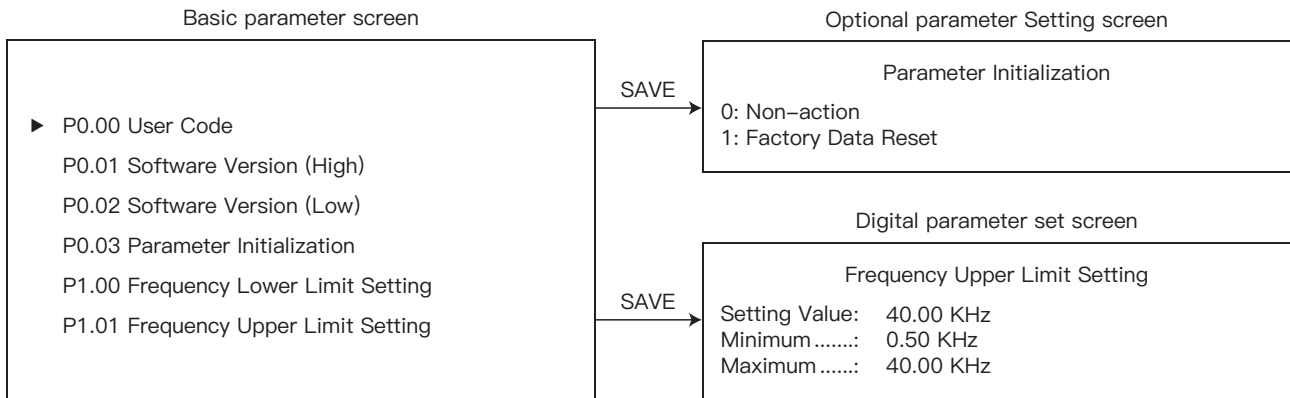 Basic parameter screen
▶ P0.00 User Code
P0.01 Software Version (High)
P0.02 Software Version (Low)
P0.03 Parameter Initialization
P1.00 Frequency Lower Limit Setting
P1.01 Frequency Upper Limit Setting
SAVE
SAVE
Optional parameter Setting screen
Parameter Initialization
0: Non–action
1: Factory Data Reset
Digital parameter set screen
Frequency Upper Limit Setting
Setting Value: 40.00 KHz
Minimum.......: 0.50 KHz
Maximum......: 40.00 KHz